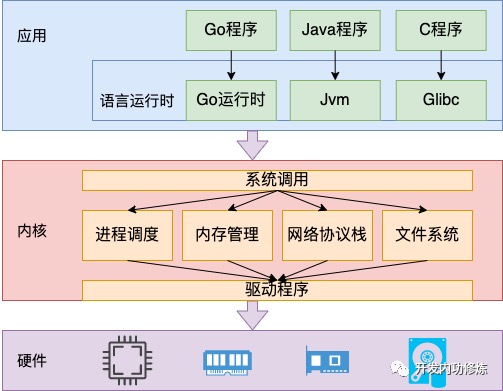 应用
Go程序
Java程序
C程序
语言运行时
Go运行时
Jvm
Glibc
内核
系统调用
进程调度
内存管理
网络协议栈
文件系统
驱动程序
硬件
开发内功修炼